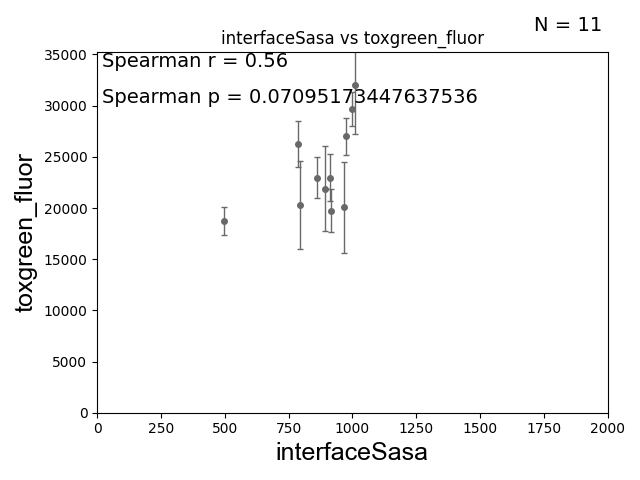 N = 11
interfaceSasa vs toxgreen_fluor
Spearman r = 0.56
Spearman p = 0.07095173447637536
toxgreen_fluor
35000
30000
25000
20000
15000
10000
5000
0
0 250 500 750 1000 1250 1500 1750 2000
interfaceSasa